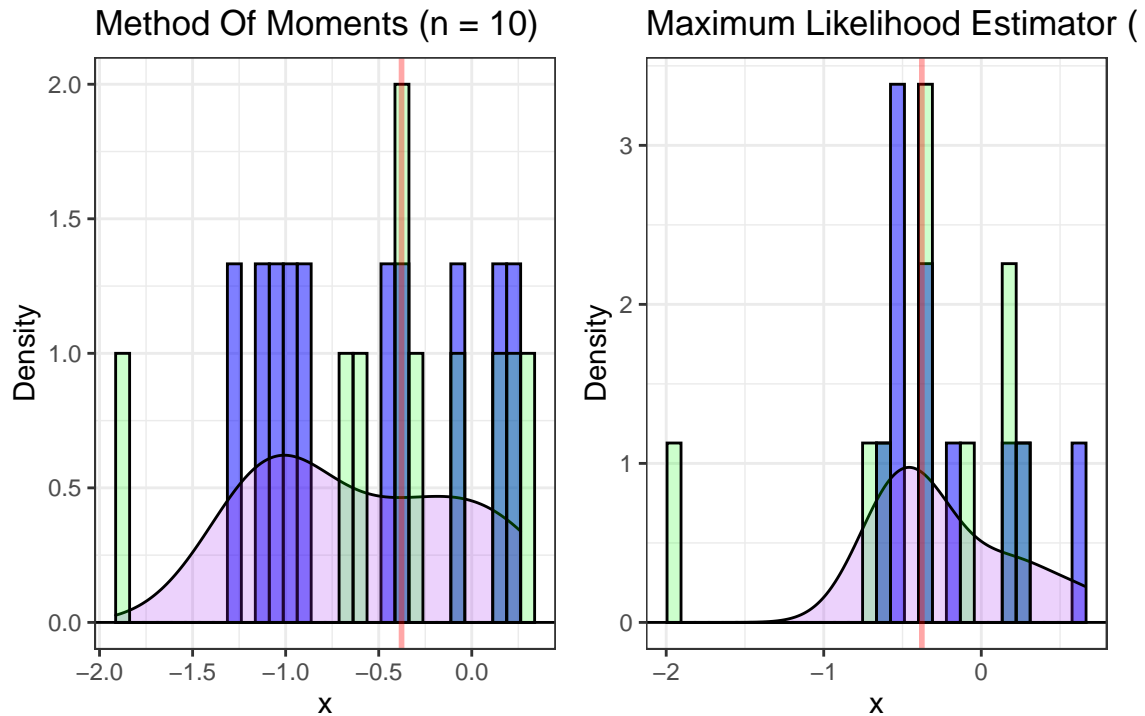 Method Of Moments (n = 10)
Maximum Likelihood Estimator (
2.0
1.5
1.0
0.5
0.0
Density
−2.0
−1.5
−1.0
−0.5
0.0
x
3
2
1
0
Density
−2
−1
0
x